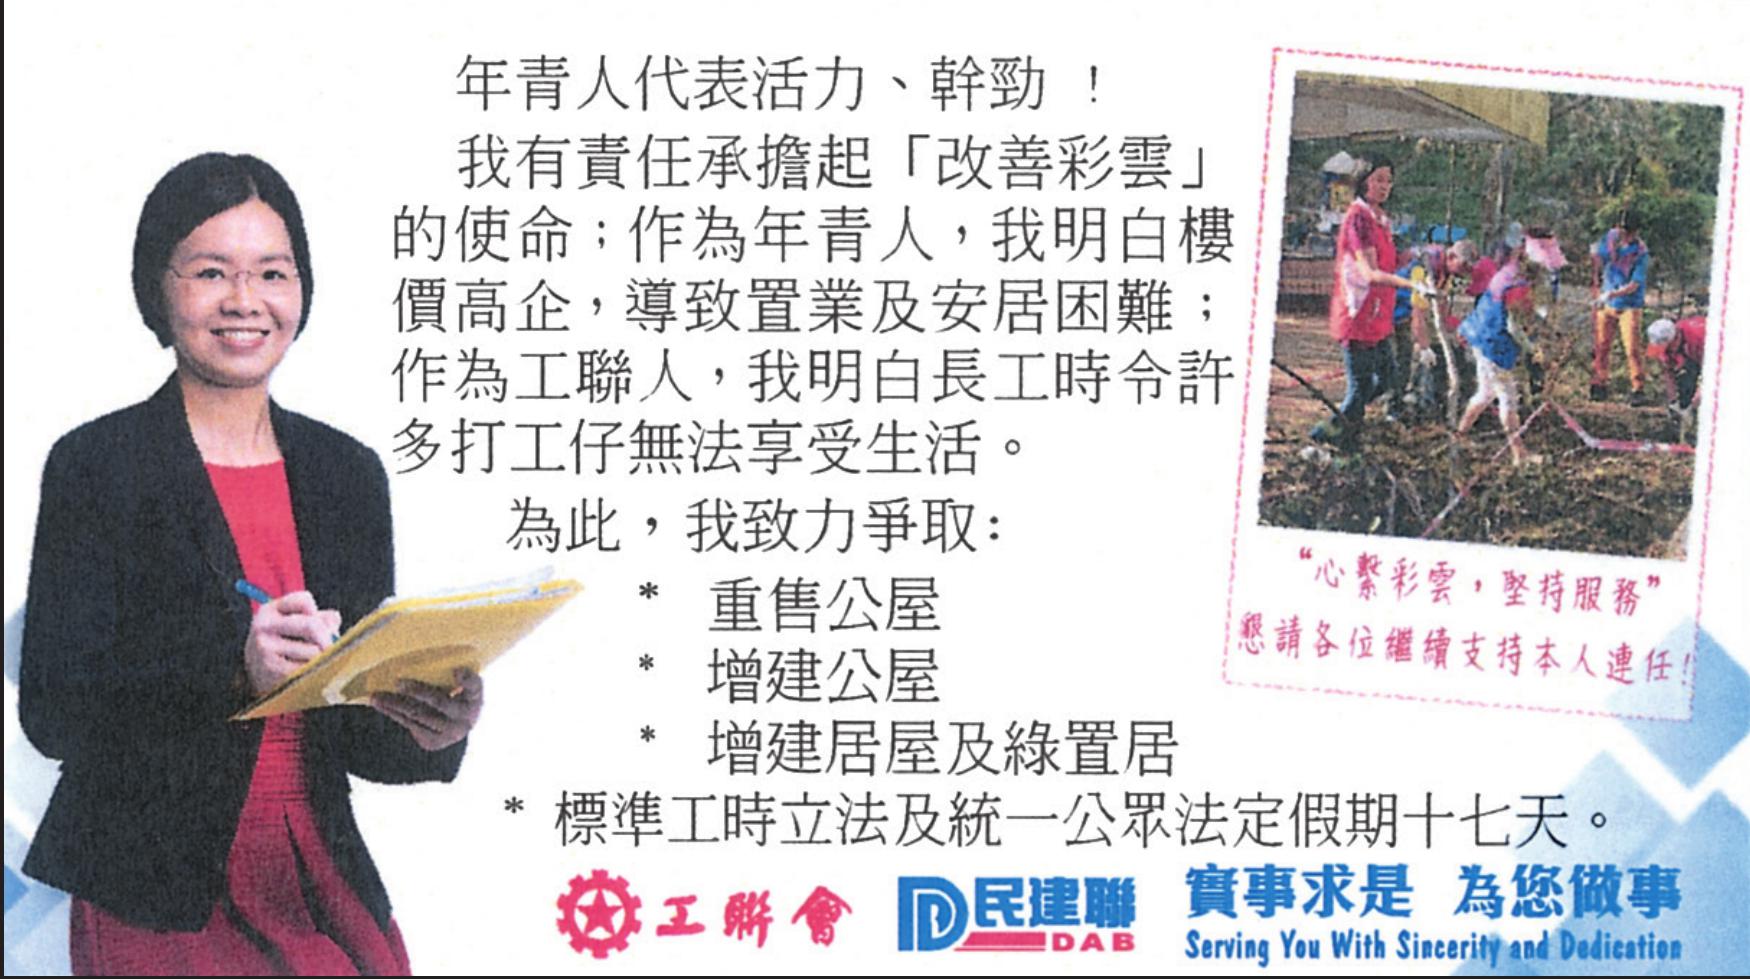 年青人代表活力、幹勁 !
我有責任承擔起「改善彩雲」
的使命；作為年青人，我明白樓
價高企，導致置業及安居困難；
作為工聯人，我明白長工時令許
多打工仔無法享受生活。
為此，我致力爭取:
* 重售公屋
* 增建公屋
* 增建居屋及綠置居
* 標準工時立法及統一公眾法定假期十七天。
“心繫彩雲，堅持服務”
懇請各位繼續支持本人連任!
工聯會
民建聯
DAB
實事求是 為您做事
Serving You With Sincerity and Dedication